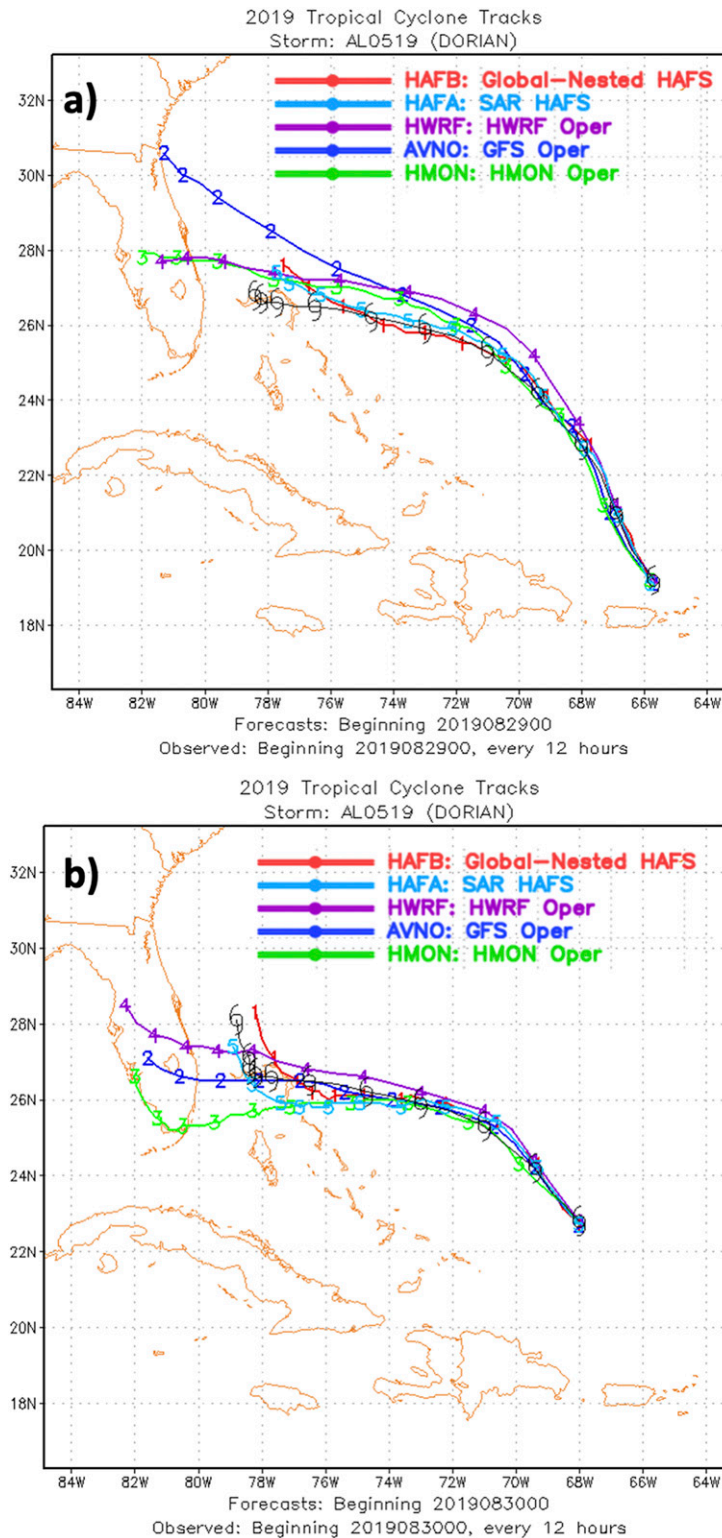 2019 Tropical Cyclone Tracks
Storm: AL0519 (DORIAN)
a)
HAFB: Global-Nested HAFS
HAFA: SAR HAFS
HWRF: HWRF Oper
AVNO: GFS Oper
HMON: HMON Oper
32N
30N
28N
26N
24N
22N
20N
18N
84W 82W 80W 78W 76W 74W 72W 70W 68W 66W 64W
Forecasts: Beginning 2019082900
Observed: Beginning 2019082900, every 12 hours
2019 Tropical Cyclone Tracks
Storm: AL0519 (DORIAN)
b)
HAFB: Global-Nested HAFS
HAFA: SAR HAFS
HWRF: HWRF Oper
AVNO: GFS Oper
HMON: HMON Oper
32N
30N
28N
26N
24N
22N
20N
18N
84W 82W 80W 78W 76W 74W 72W 70W 68W 66W 64W
Forecasts: Beginning 2019083000
Observed: Beginning 2019083000, every 12 hours